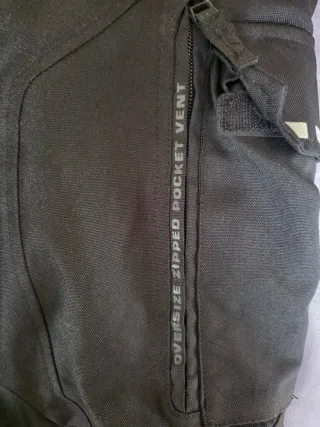 OVERSIZE ZIPPED POCKET VENT